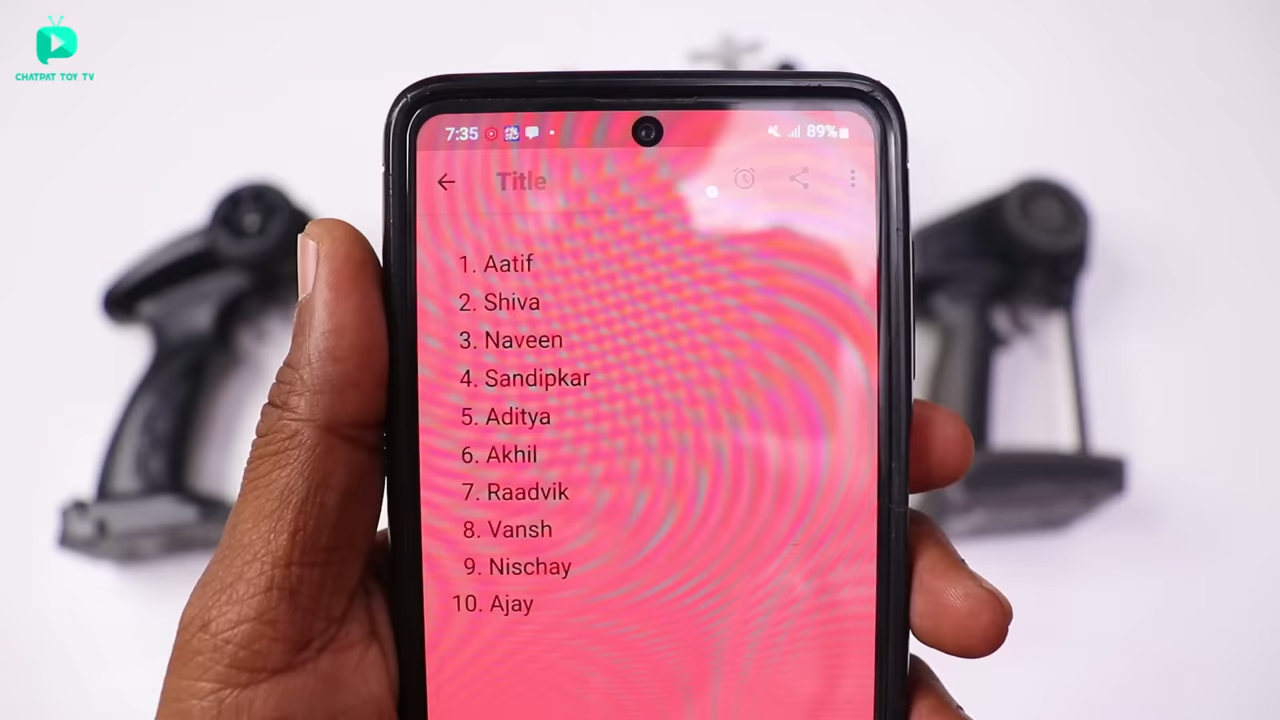 CHATPAT TOY TV
7:35 89%
Title
1. Aatif
2. Shiva
3. Naveen
4. Sandipkar
5. Aditya
6. Akhil
7. Raadvik
8. Vansh
9. Nischay
10. Ajay